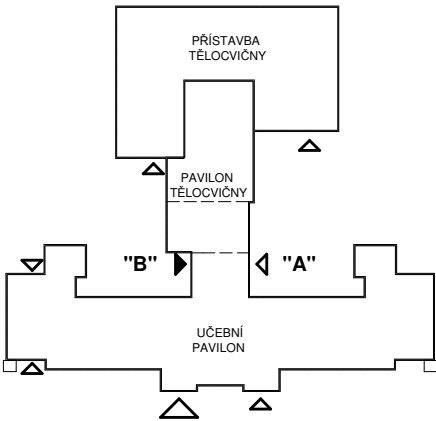 PŘÍSTAVBA
TĚLOCVIČNY
PAVILON
TĚLOCVIČNY
"B" "A"
UČEBNÍ
PAVILON